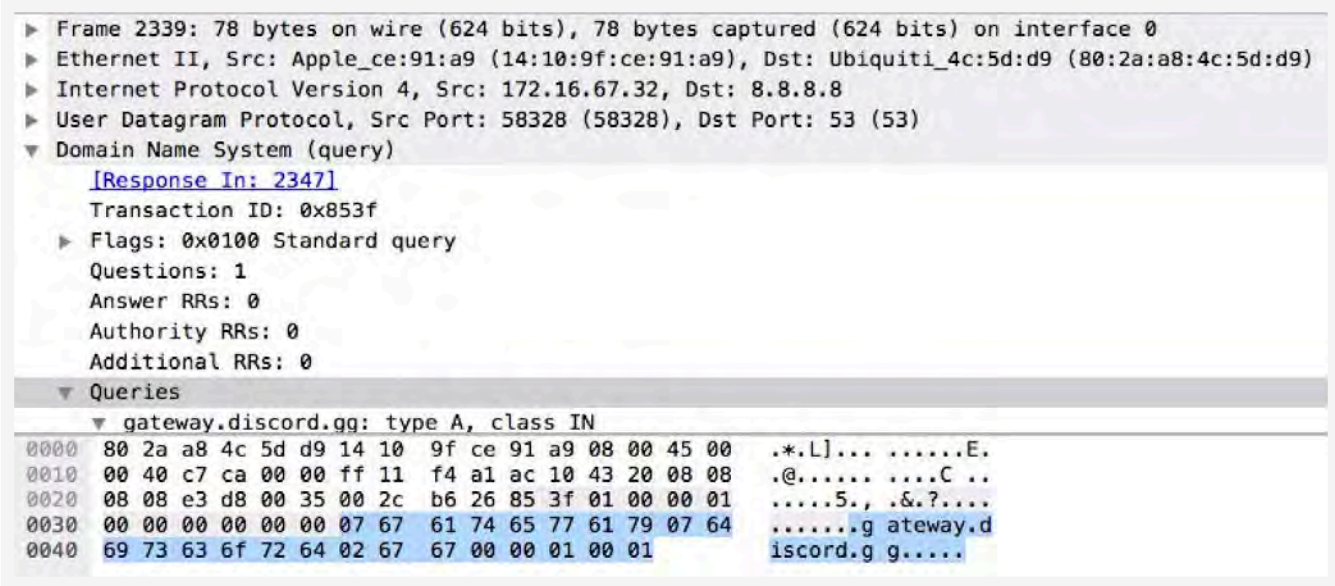 Frame 2339: 78 bytes on wire (624 bits), 78 bytes captured (624 bits) on interface 0
Ethernet II, Src: Apple_ce:91:a9 (14:10:9f:ce:91:a9), Dst: Ubiquiti_4c:5d:d9 (80:2a:a8:4c:5d:d9)
Internet Protocol Version 4, Src: 172.16.67.32, Dst: 8.8.8.8
User Datagram Protocol, Src Port: 58328 (58328), Dst Port: 53 (53)
Domain Name System (query)
[Response In: 2347]
Transaction ID: 0x853f
Flags: 0x0100 Standard query
Questions: 1
Answer RRs: 0
Authority RRs: 0
Additional RRs: 0
Queries
gateway.discord.gg: type A, class IN
0000 80 2a a8 4c 5d d9 14 10 9f ce 91 a9 08 00 45 00 .*.L]... ......E.
0010 00 40 c7 ca 00 00 ff 11 f4 a1 ac 10 43 20 08 08 .@...... ....C ..
0020 08 08 e3 d8 00 35 00 2c b6 26 85 3f 01 00 00 01 .....5., .&.?....
0030 00 00 00 00 00 00 07 67 61 74 65 77 61 79 07 64 .......g ateway.d
0040 69 73 63 6f 72 64 02 67 67 00 00 01 00 01 iscord.g g.....